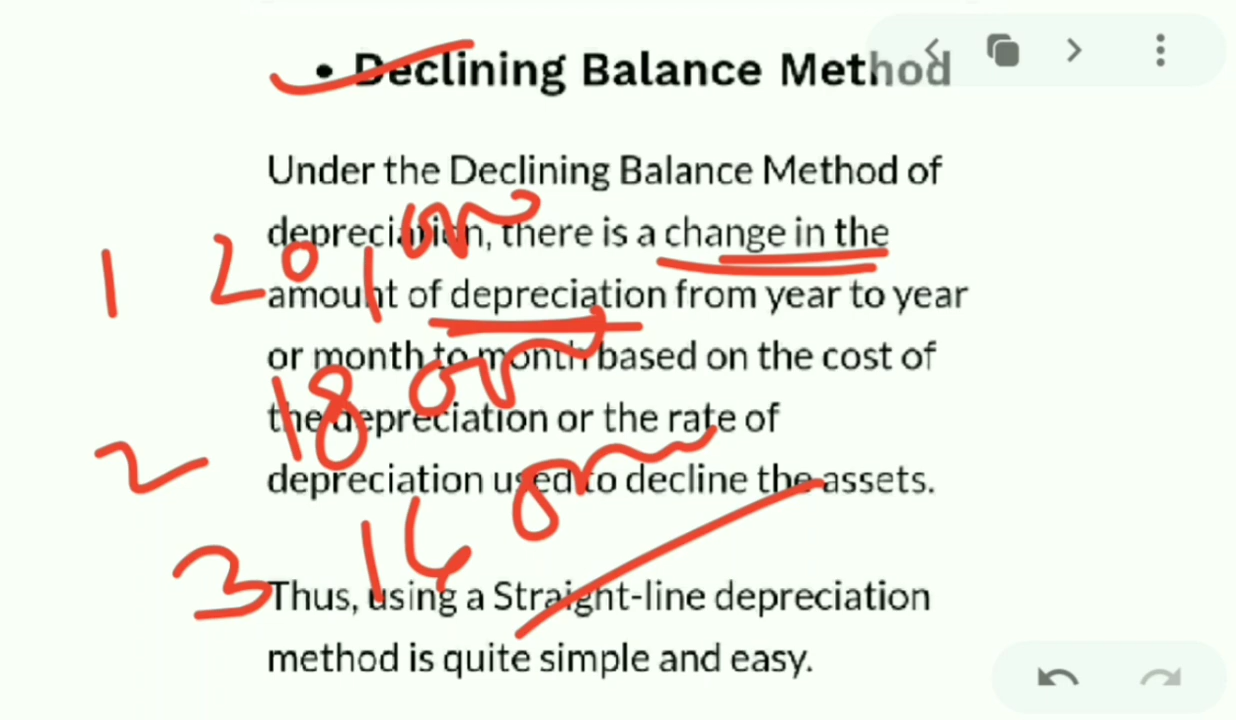 • Declining Balance Method
Under the Declining Balance Method of
depreciation, there is a change in the
amount of depreciation from year to year
or month to month based on the cost of
the depreciation or the rate of
depreciation used to decline the assets.
Thus, using a Straight-line depreciation
method is quite simple and easy.
1 20,000
2 18000
3 16000